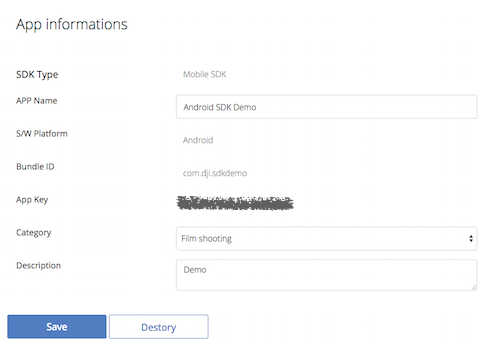 App informations
SDK Type Mobile SDK
APP Name Android SDK Demo
S/W Platform Android
Bundle ID com.dji.sdkdemo
App Key
Category Film shooting
Description Demo
Save Destory